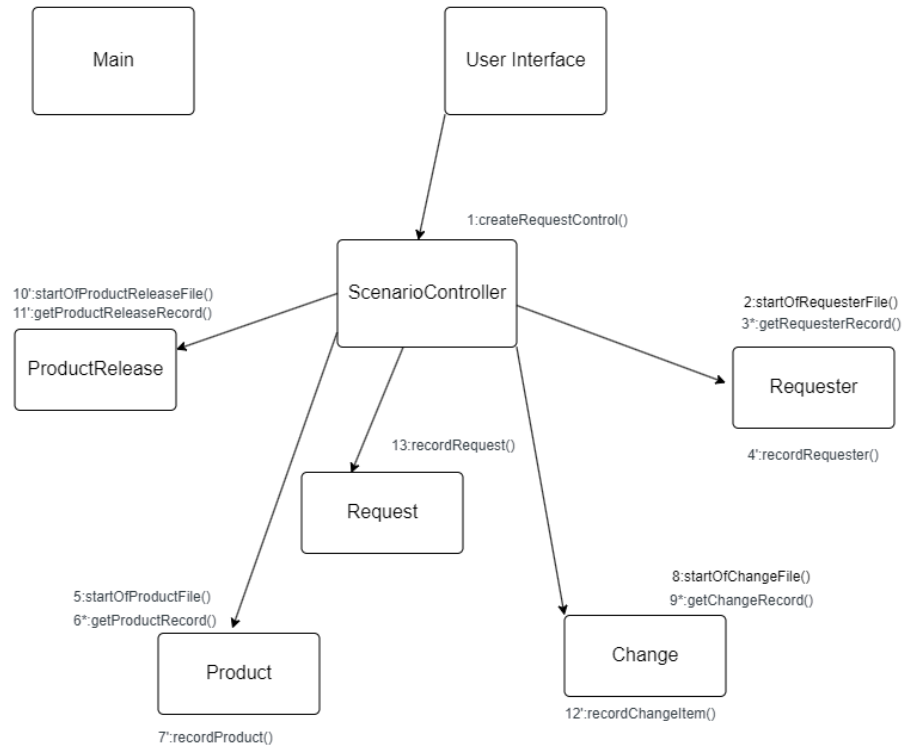 Main
User Interface
1:createRequestControl()
ScenarioController
10':startOfProductReleaseFile()
11':getProductReleaseRecord()
ProductRelease
2:startOfRequesterFile()
3*:getRequesterRecord()
Requester
4':recordRequester()
13:recordRequest()
Request
5:startOfProductFile()
6*:getProductRecord()
Product
7':recordProduct()
8:startOfChangeFile()
9*:getChangeRecord()
Change
12':recordChangeItem()